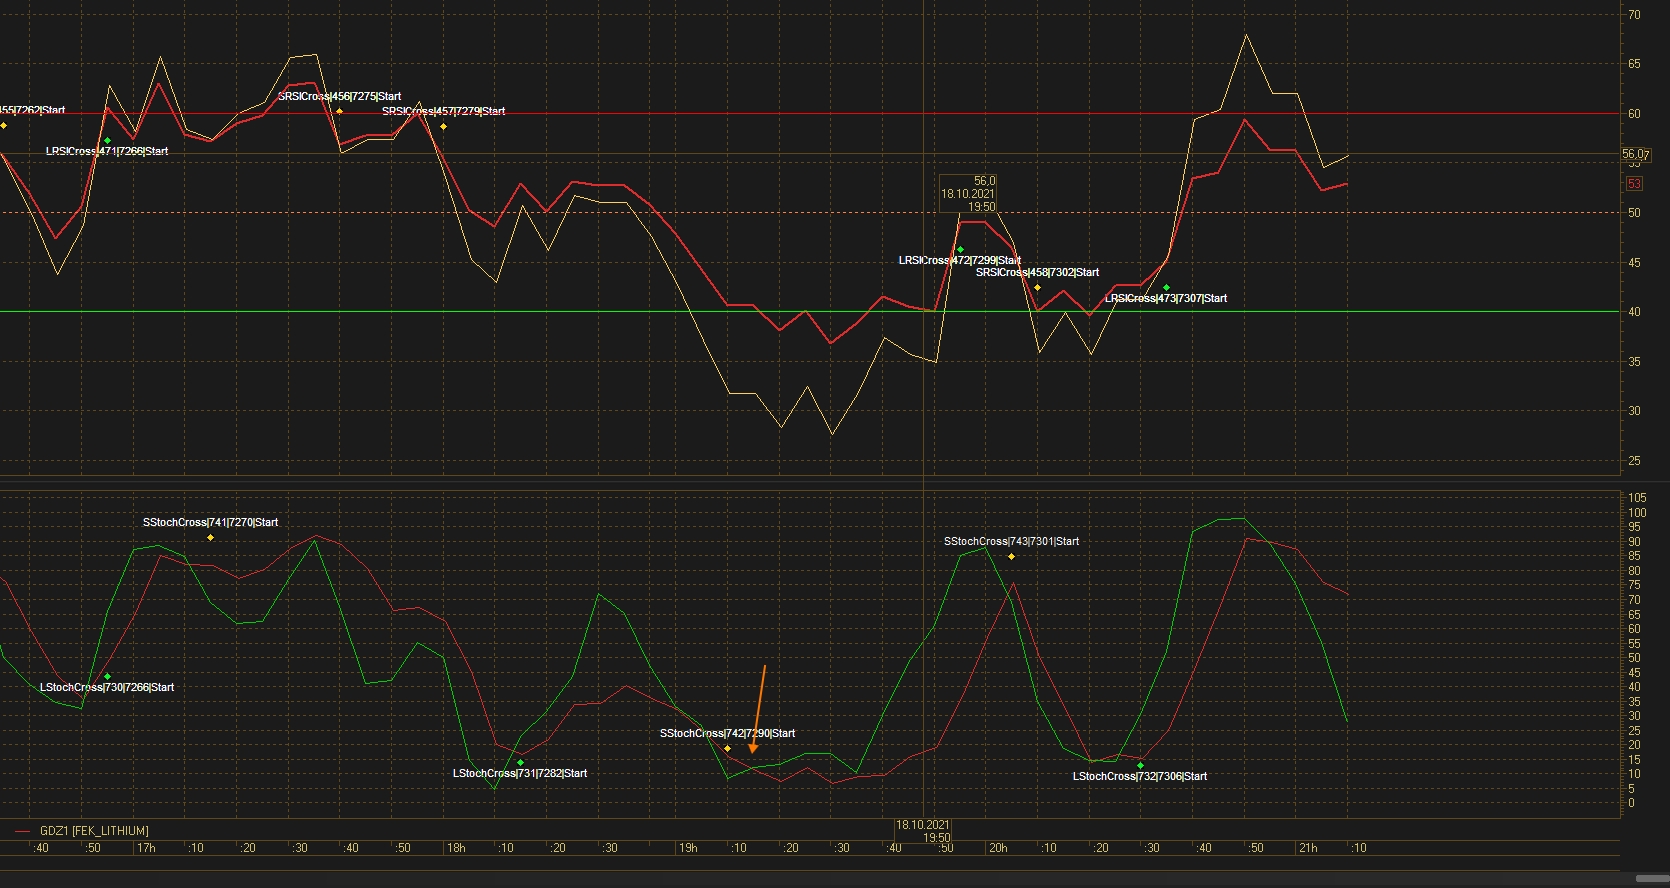 70
65
SRSICross|456|7275|Start
455|7262|Start
SRSICross|457|7279|Start
60
LRSICross|471|7266|Start
56,07
55
56,0
18.10.2021
19:50
53
50
LRSICross|472|7299|Start
45
SRSICross|458|7302|Start
LRSICross|473|7307|Start
40
35
30
25
105
100
95
90
85
80
75
70
65
60
55
50
45
40
35
30
25
20
15
10
5
0
SStochCross|741|7270|Start
SStochCross|743|7301|Start
LStochCross|730|7266|Start
SStochCross|742|7290|Start
LStochCross|731|7282|Start
LStochCross|732|7306|Start
GDZ1 [FEK_LITHIUM]
18.10.2021
19:50
:40 :50 17h :10 :20 :30 :40 :50 18h :10 :20 :30 19h :10 :20 :30 :40 :50 20h :10 :20 :30 :40 :50 21h :10